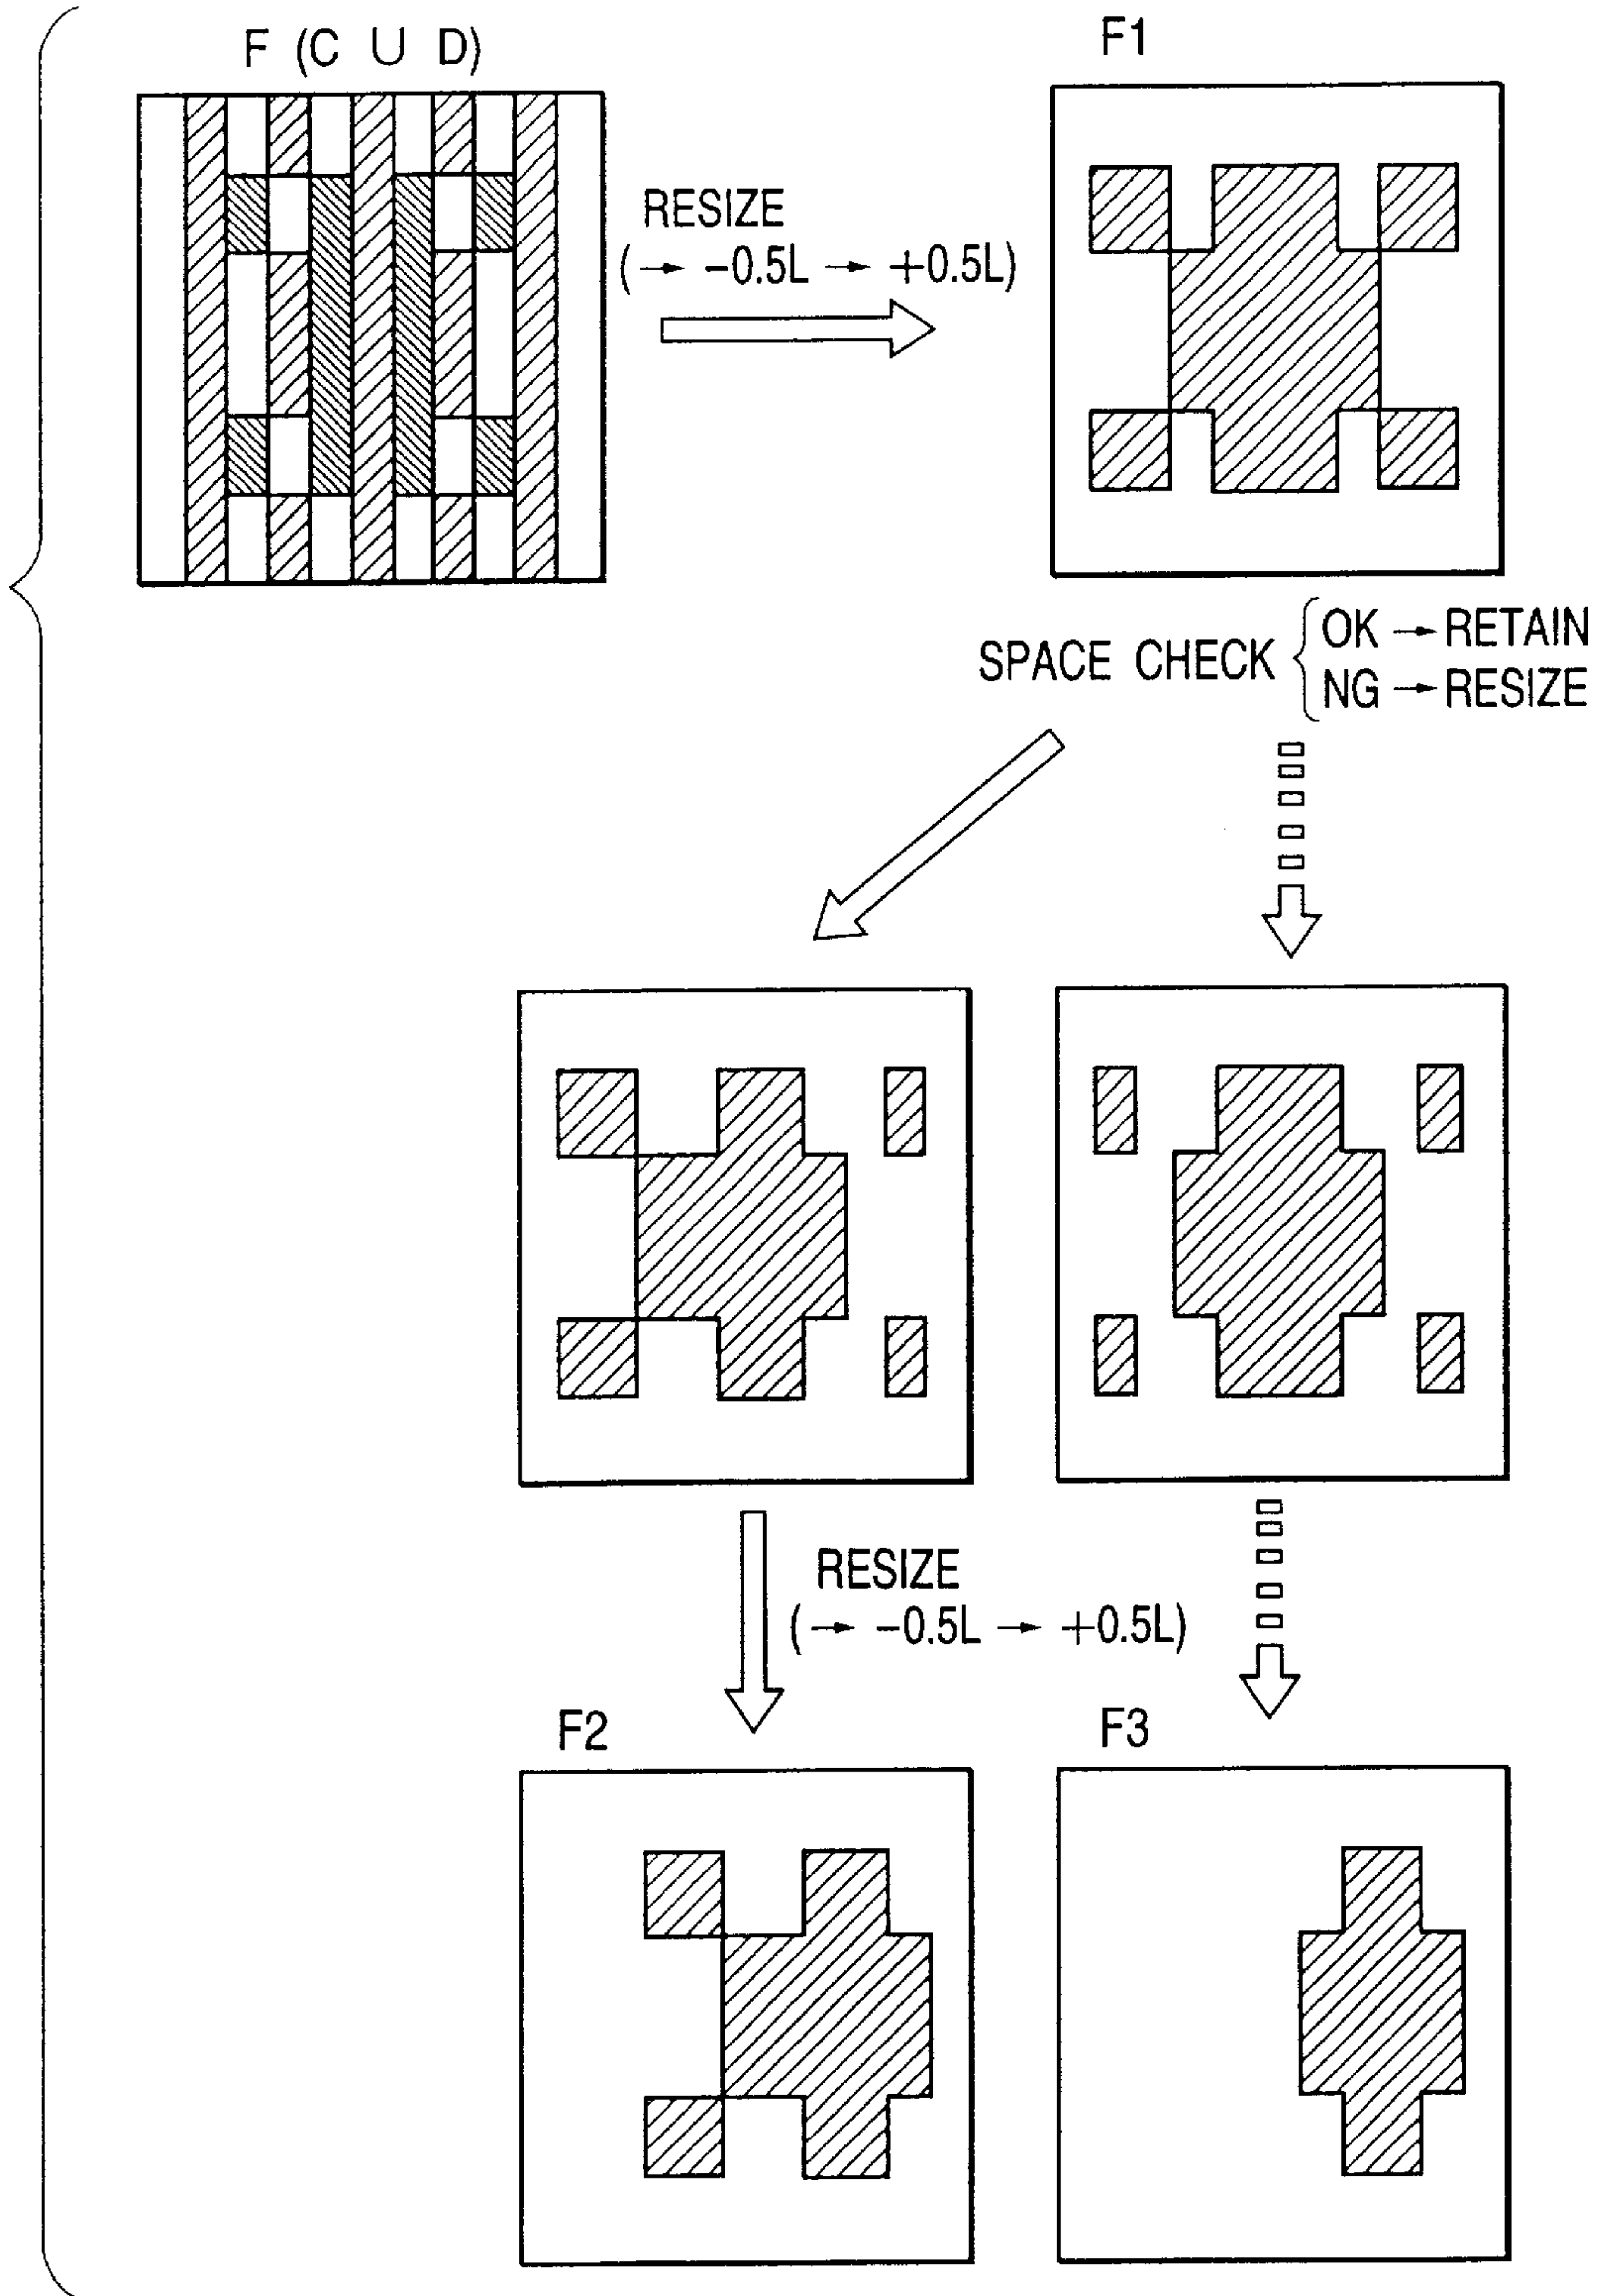 F (C ∪ D)
F1
RESIZE
(→ -0.5L → +0.5L)
SPACE CHECK { OK → RETAIN
NG → RESIZE
RESIZE
(→ -0.5L → +0.5L)
F2
F3